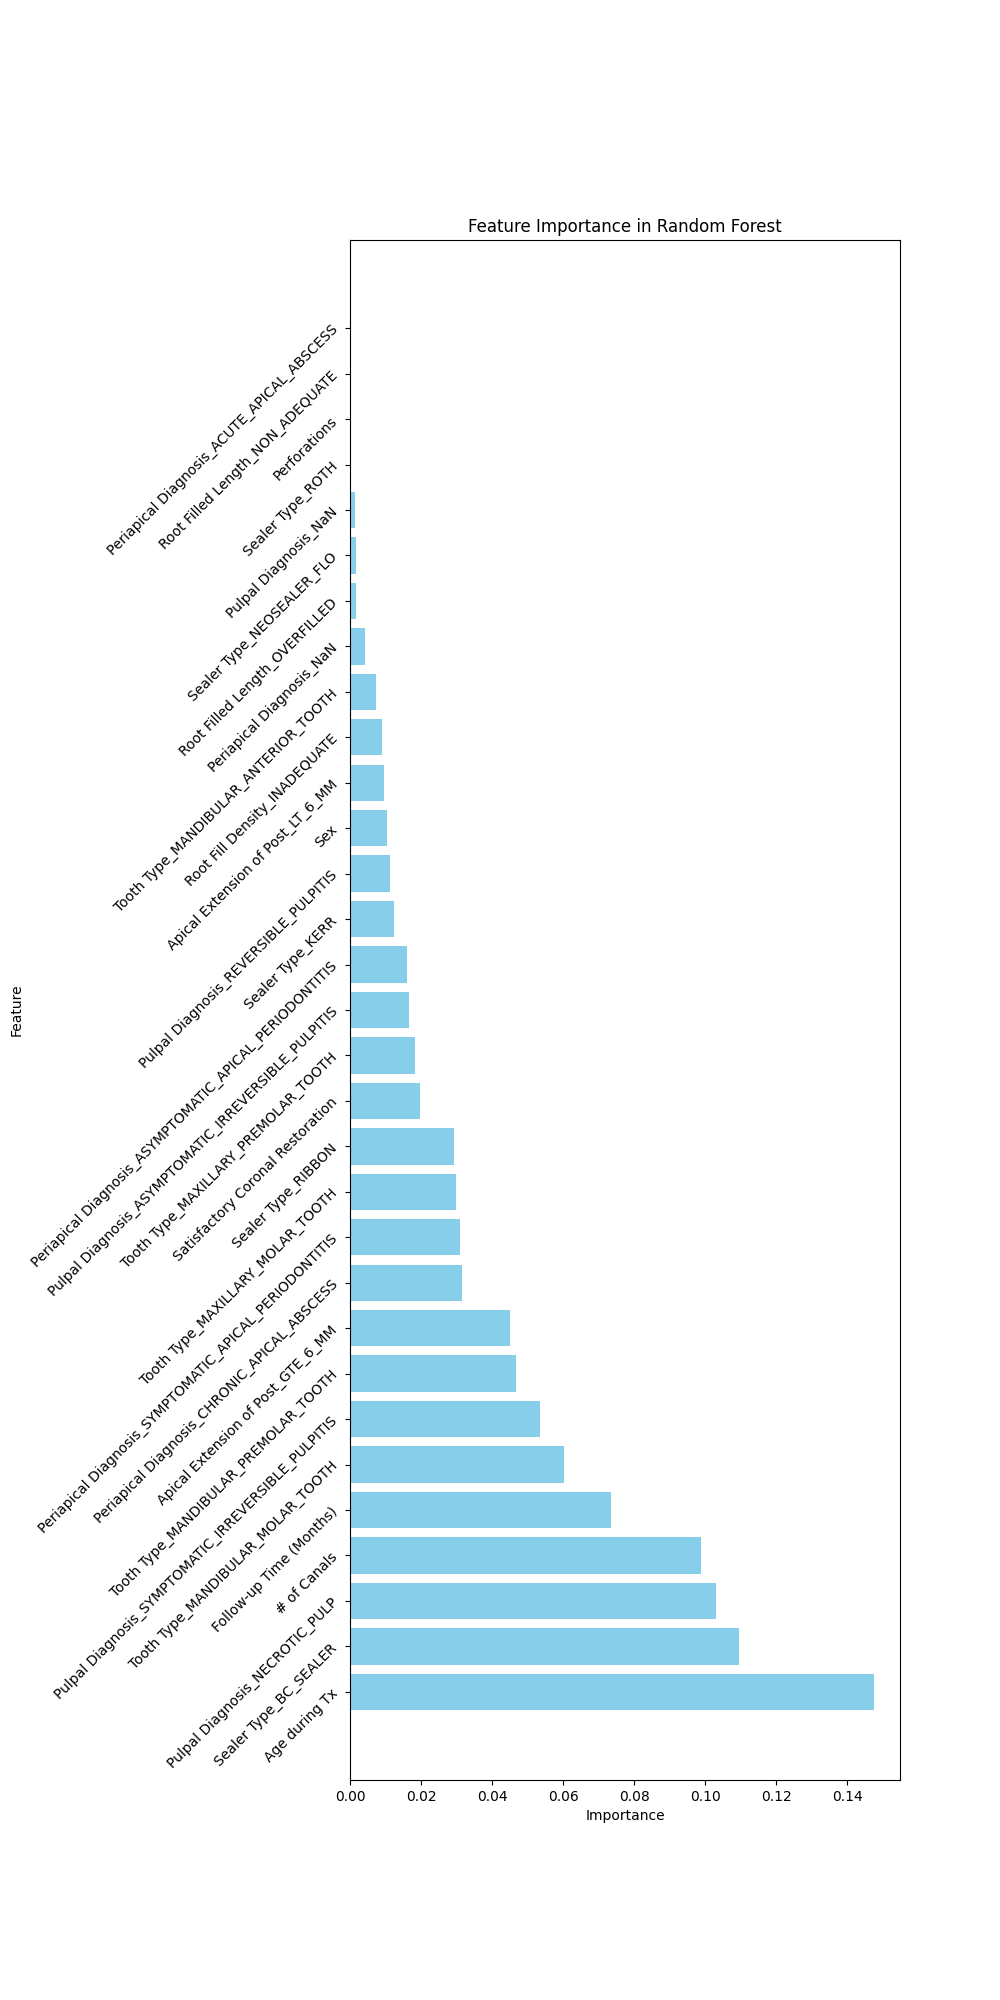 Feature Importance in Random Forest
Periapical Diagnosis_ACUTE_APICAL_ABSCESS
Root Filled Length_NON_ADEQUATE
Perforations
Sealer Type_ROTH
Pulpal Diagnosis_NaN
Sealer Type_NEOSEALER_FLO
Root Filled Length_OVERFILLED
Periapical Diagnosis_NaN
Tooth Type_MANDIBULAR_ANTERIOR_TOOTH
Root Fill Density_INADEQUATE
Apical Extension of Post_LT_6_MM
Sex
Pulpal Diagnosis_REVERSIBLE_PULPITIS
Sealer Type_KERR
Periapical Diagnosis_ASYMPTOMATIC_APICAL_PERIODONTITIS
Pulpal Diagnosis_ASYMPTOMATIC_IRREVERSIBLE_PULPITIS
Tooth Type_MAXILLARY_PREMOLAR_TOOTH
Satisfactory Coronal Restoration
Sealer Type_RIBBON
Tooth Type_MAXILLARY_MOLAR_TOOTH
Periapical Diagnosis_SYMPTOMATIC_APICAL_PERIODONTITIS
Periapical Diagnosis_CHRONIC_APICAL_ABSCESS
Apical Extension of Post_GTE_6_MM
Tooth Type_MANDIBULAR_PREMOLAR_TOOTH
Pulpal Diagnosis_SYMPTOMATIC_IRREVERSIBLE_PULPITIS
Tooth Type_MANDIBULAR_MOLAR_TOOTH
Follow-up Time (Months)
# of Canals
Pulpal Diagnosis_NECROTIC_PULP
Sealer Type_BC_SEALER
Age during Tx
Feature
0.00 0.02 0.04 0.06 0.08 0.10 0.12 0.14
Importance